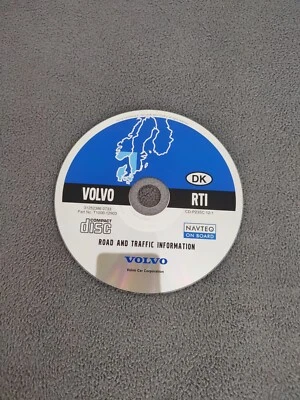 DK
VOLVO
RTI
COMPACT
disc
NAVTEQ
ON BOARD
ROAD AND TRAFFIC INFORMATION
VOLVO
Volvo Car Corporation